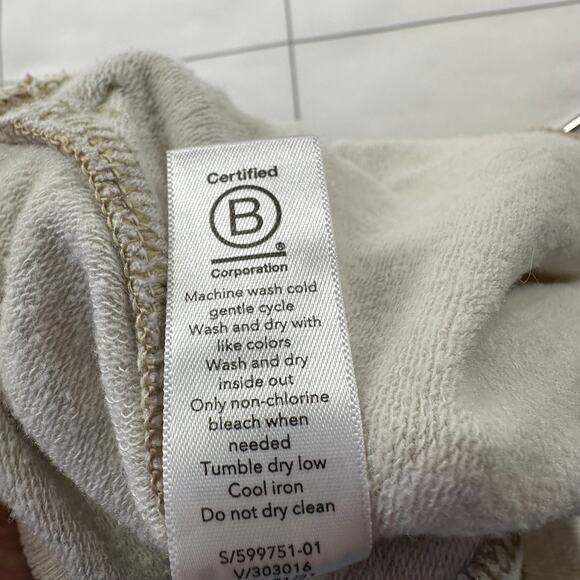 Certified
B
®
Corporation
Machine wash cold
gentle cycle
Wash and dry with
like colors
Wash and dry
inside out
Only non-chlorine
bleach when
needed
Tumble dry low
Cool iron
Do not dry clean
S/599751-01
V/303016